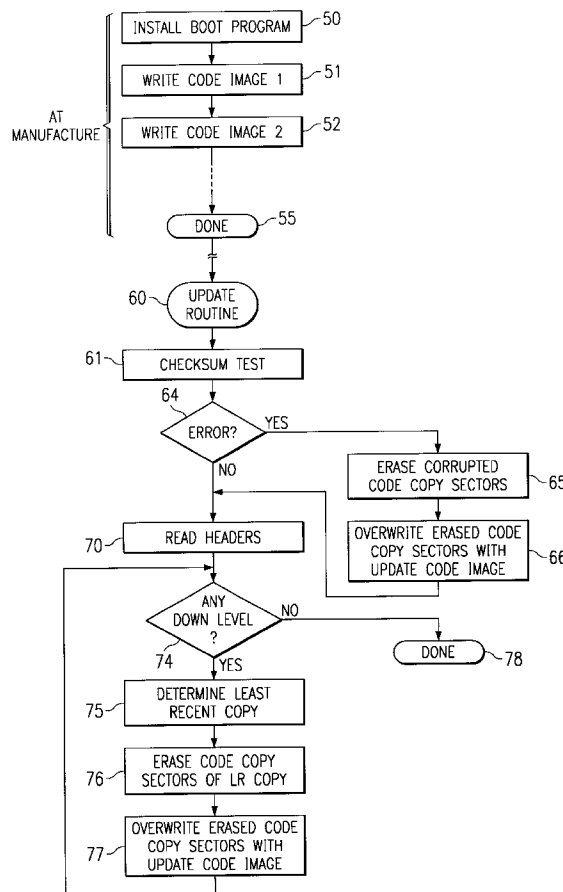 INSTALL BOOT PROGRAM
50
WRITE CODE IMAGE 1
51
AT
MANUFACTURE
WRITE CODE IMAGE 2
52
DONE
55
60
UPDATE
ROUTINE
61
CHECKSUM TEST
64
ERROR?
YES
NO
ERASE CORRUPTED
CODE COPY SECTORS
65
OVERWRITE ERASED CODE
COPY SECTORS WITH
UPDATE CODE IMAGE
66
70
READ HEADERS
ANY
DOWN LEVEL
?
NO
74
YES
DONE
78
75
DETERMINE LEAST
RECENT COPY
76
ERASE CODE COPY
SECTORS OF LR COPY
77
OVERWRITE ERASED CODE
COPY SECTORS WITH
UPDATE CODE IMAGE